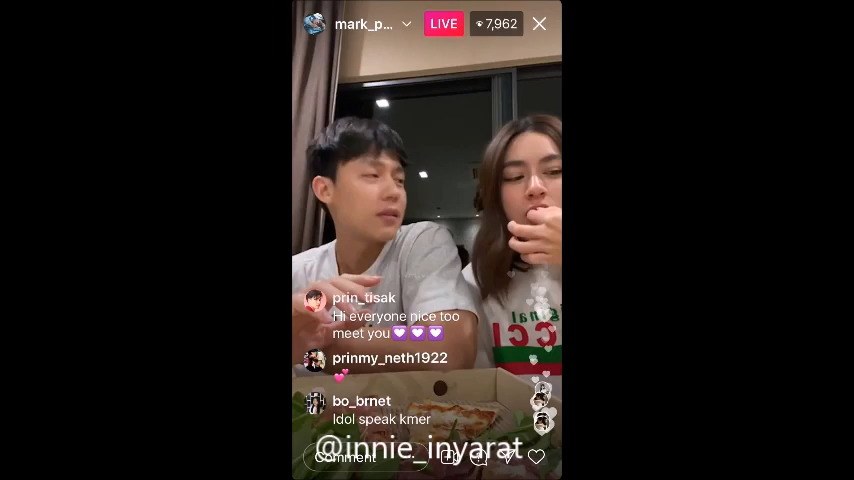 mark_p...
LIVE
7,962
prin_tisak
Hi everyone nice too
meet you💜💜💜
prinmy_neth1922
💕
bo_brnet
Idol speak kmer
@innie_inyarat
Comment